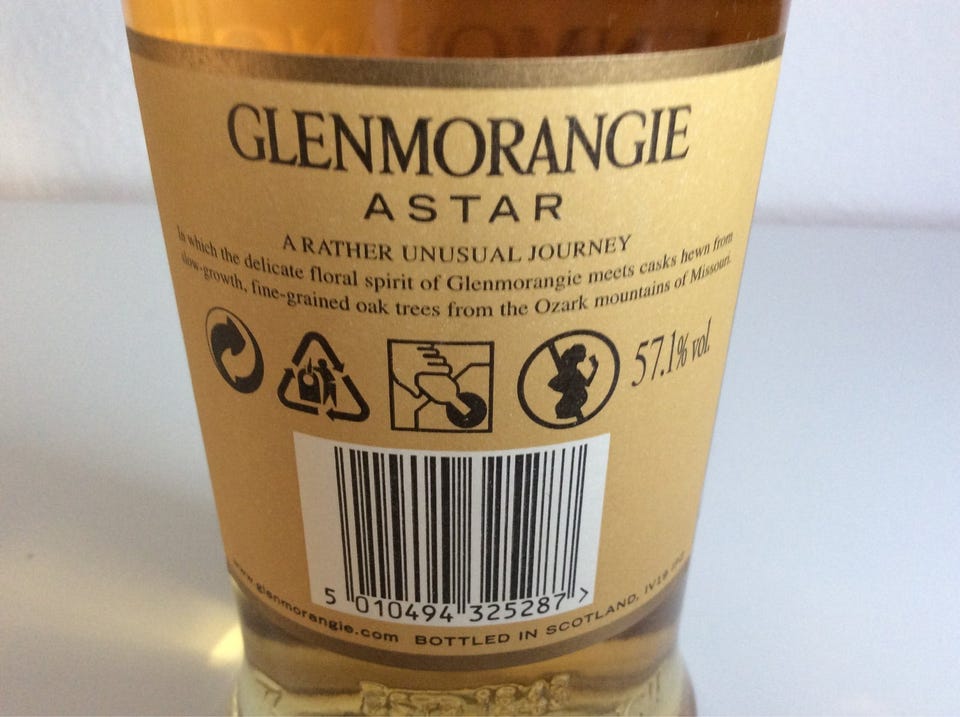 GLENMORANGIE
ASTAR
A RATHER UNUSUAL JOURNEY
In which the delicate floral spirit of Glenmorangie meets casks hewn from
slow-growth, fine-grained oak trees from the Ozark mountains of Missouri.
57.1% vol.
5 010494 325287 >
www.glenmorangie.com BOTTLED IN SCOTLAND, IV19